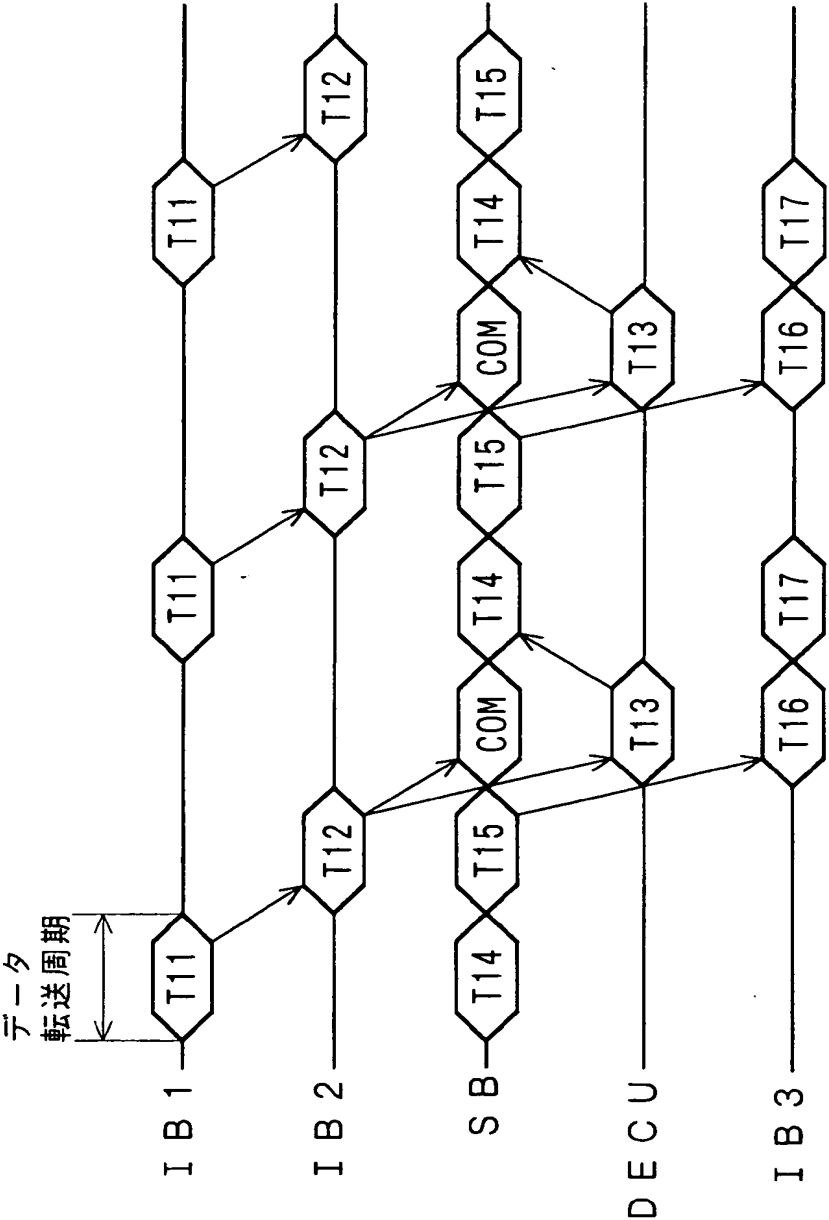 データ
転送周期
IB1
T11
T11
T11
IB2
T12
T12
T12
SB
T14
T15
COM
T14
T15
COM
T14
T15
DECU
T13
T13
IB3
T16
T17
T16
T17